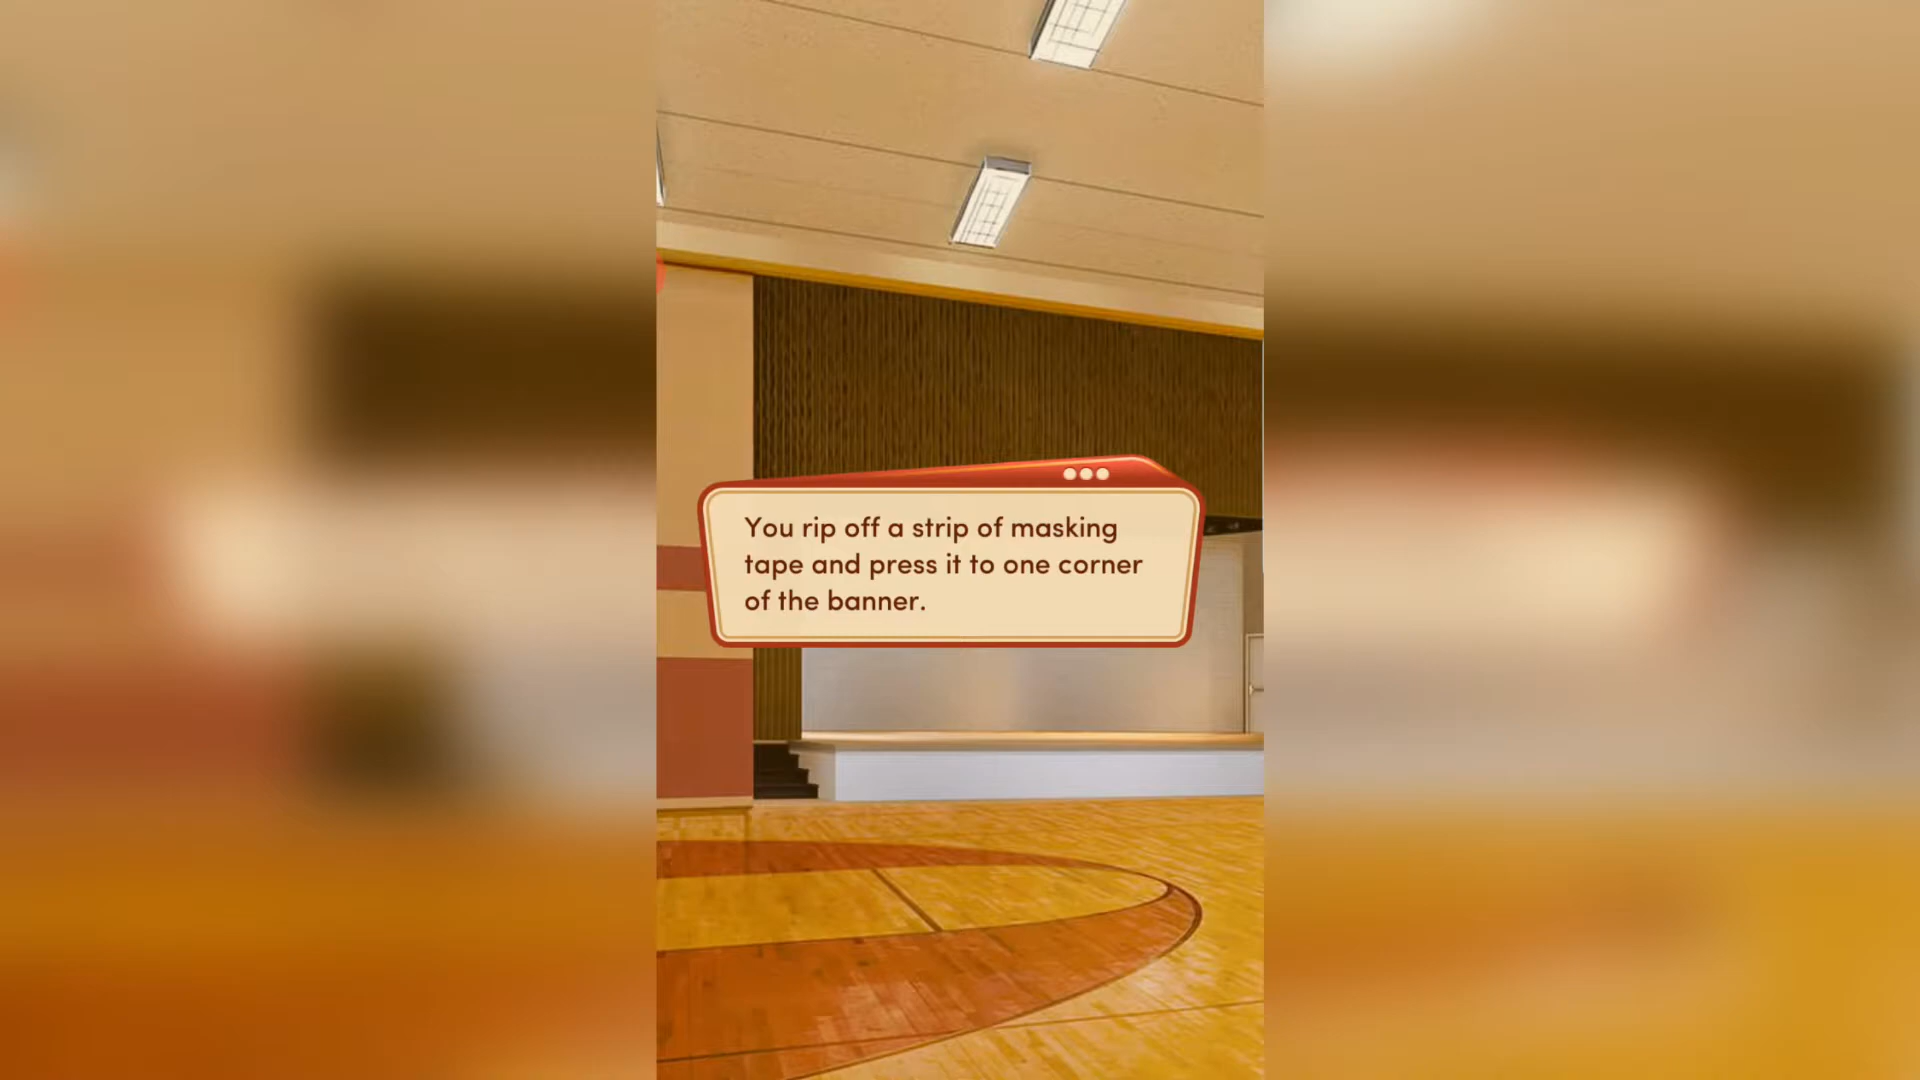 You rip off a strip of masking
tape and press it to one corner
of the banner.